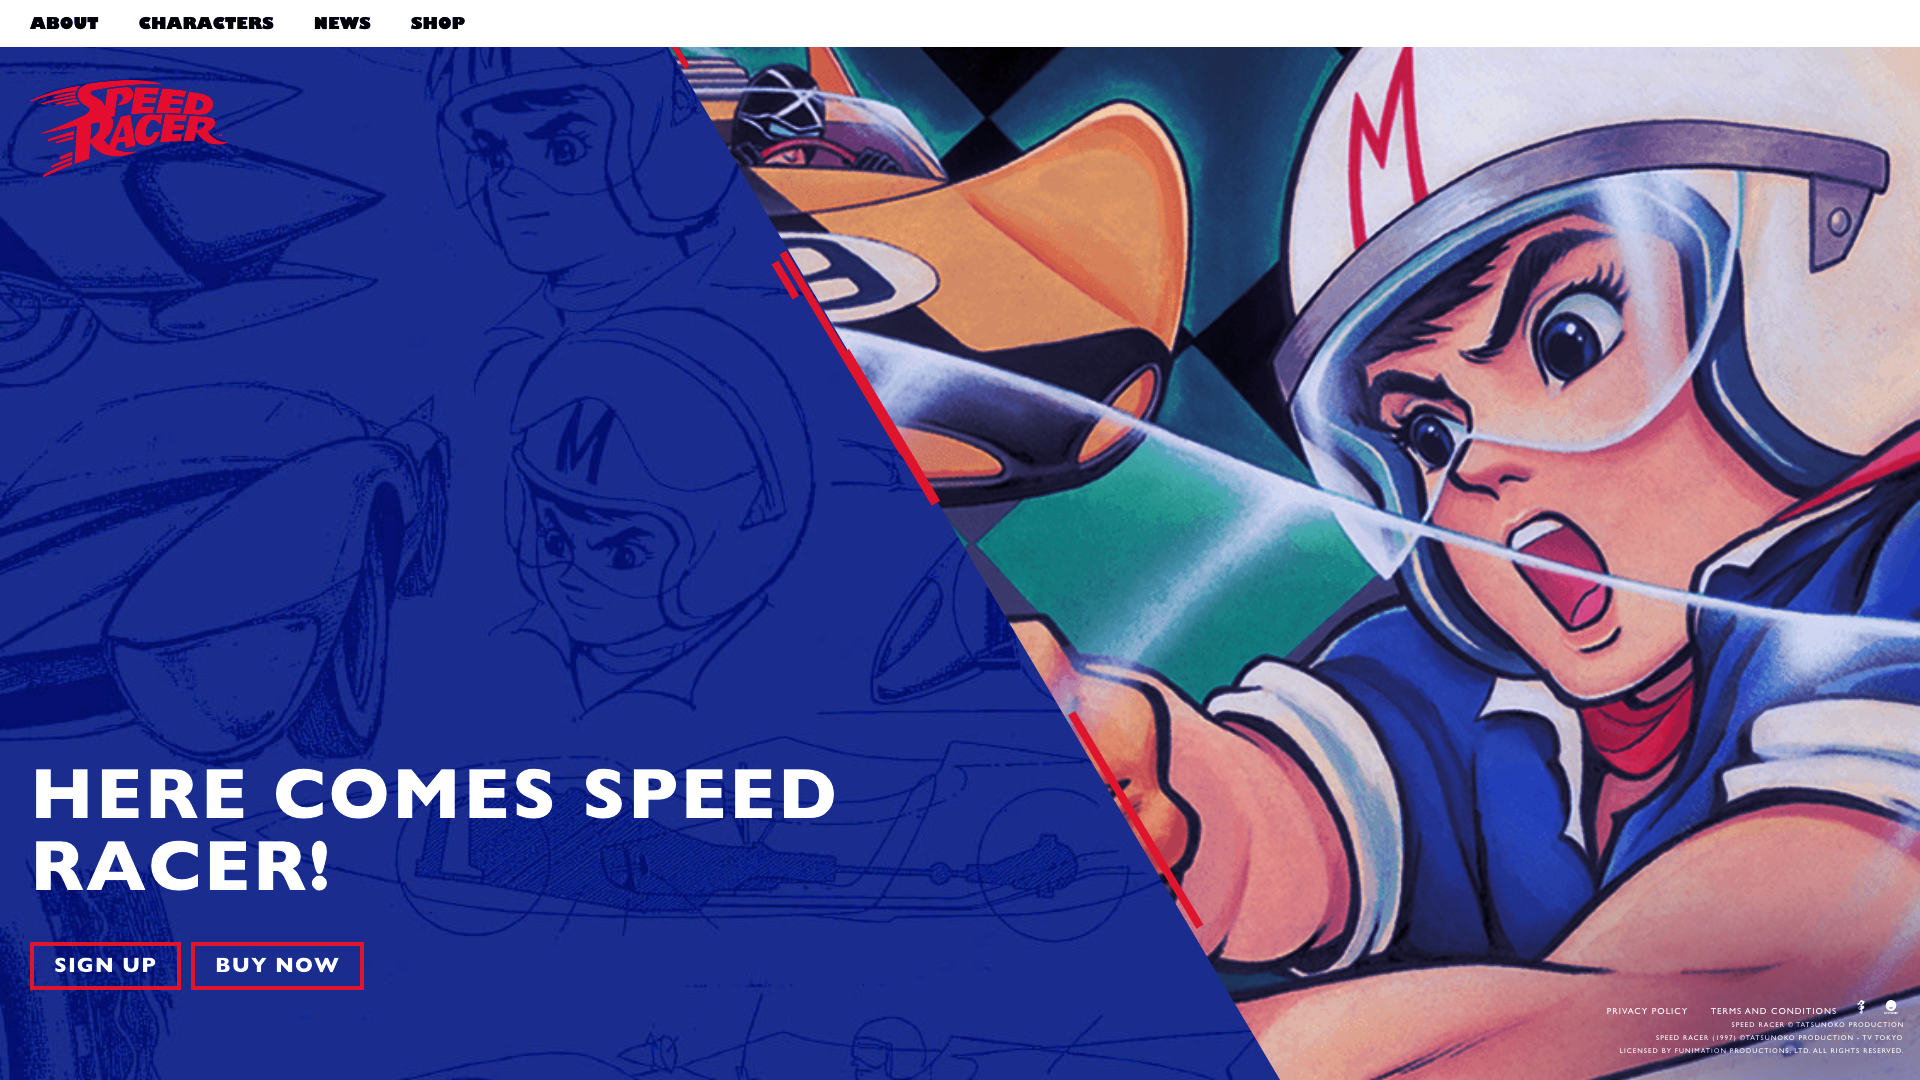 ABOUT CHARACTERS NEWS SHOP
SPEED
RACER
M
M
HERE COMES SPEED
RACER!
SIGN UP BUY NOW
PRIVACY POLICY TERMS AND CONDITIONS
SPEED RACER © TATSUNOKO PRODUCTION
SPEED RACER (1997) ©TATSUNOKO PRODUCTION - TV TOKYO
LICENSED BY FUNIMATION PRODUCTIONS, LTD. ALL RIGHTS RESERVED.